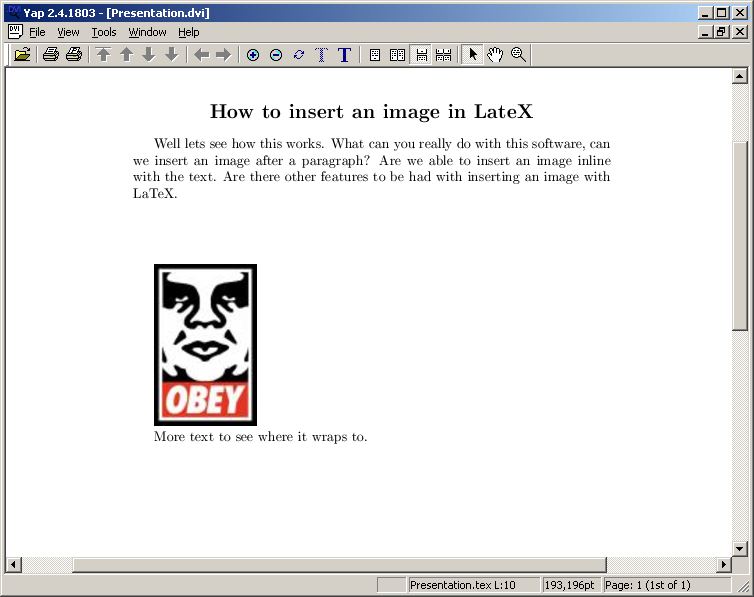 Yap 2.4.1803 - [Presentation.dvi]
File View Tools Window Help
How to insert an image in LateX
Well lets see how this works. What can you really do with this software, can
we insert an image after a paragraph? Are we able to insert an image inline
with the text. Are there other features to be had with inserting an image with
LaTeX.
OBEY
More text to see where it wraps to.
Presentation.tex L:10 193,196pt Page: 1 (1st of 1)